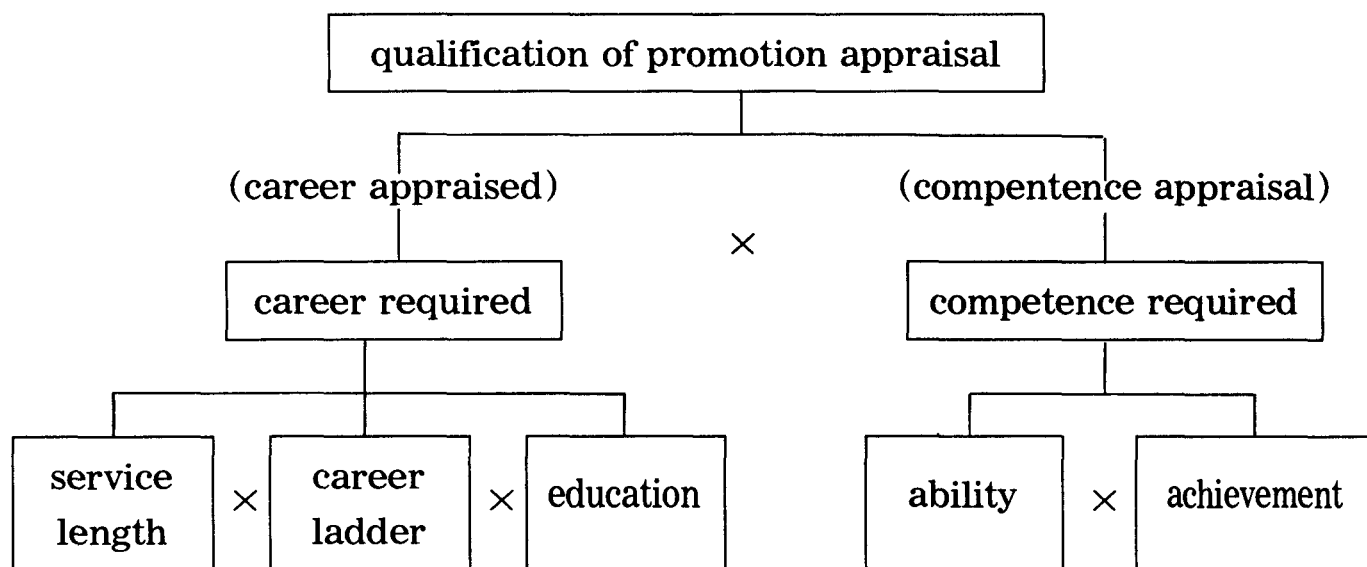 qualification of promotion appraisal
(career appraised)
(compentence appraisal)
×
career required
competence required
service
length
×
career
ladder
×
education
ability
×
achievement